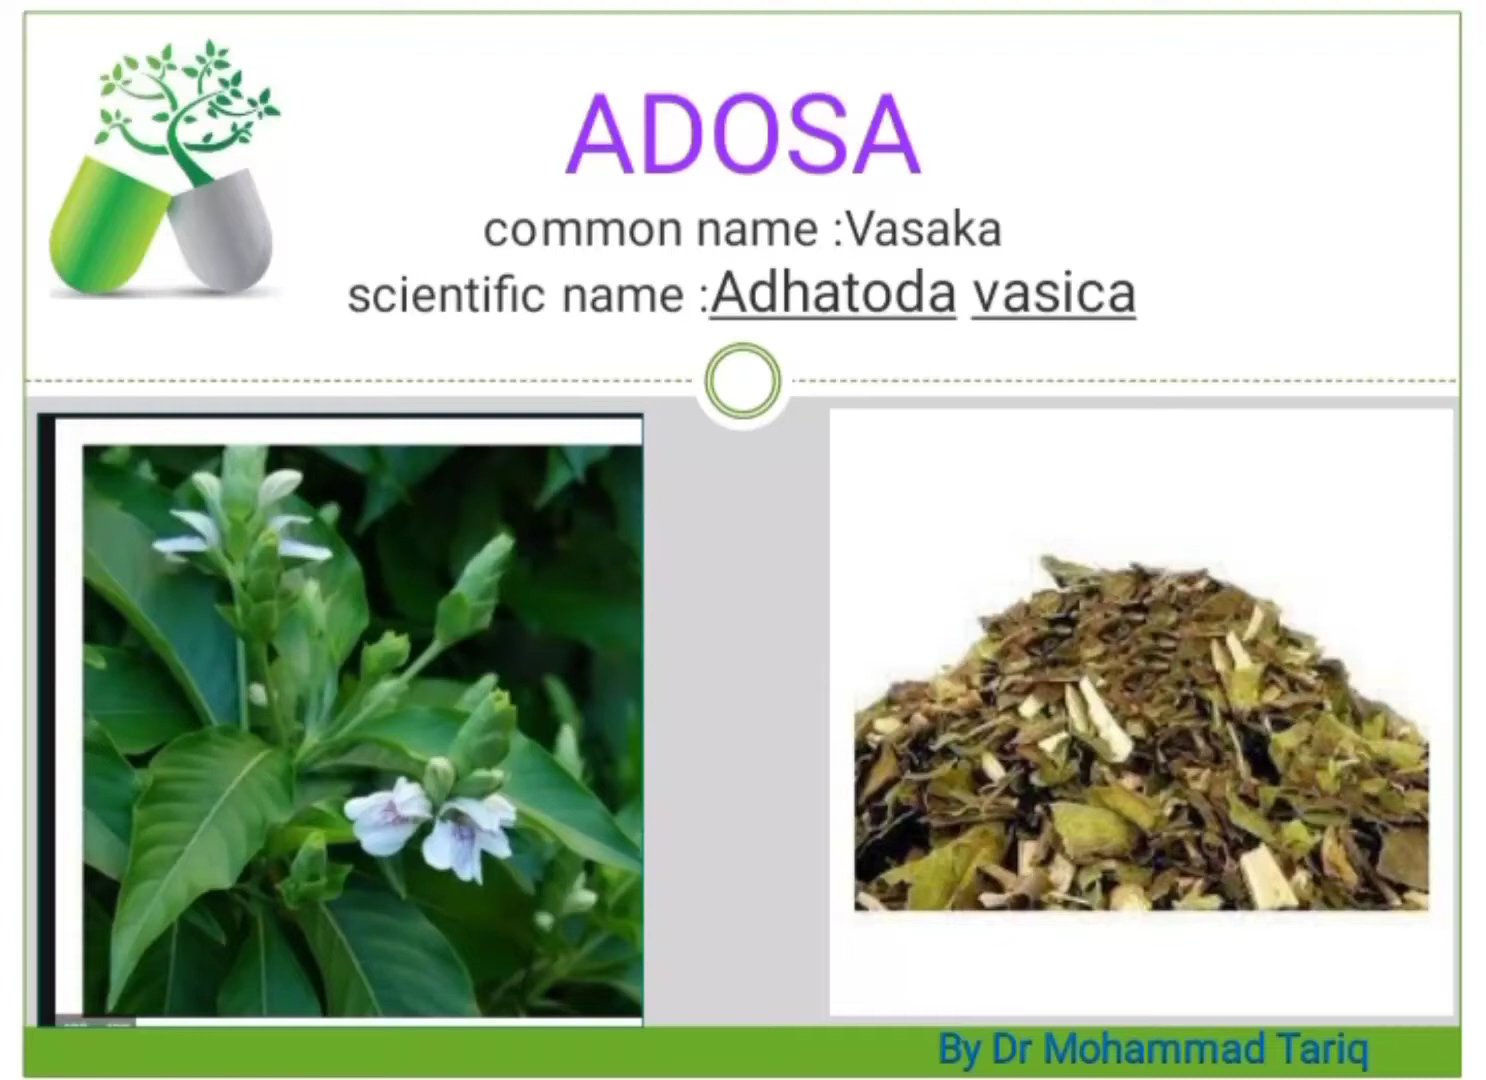 ADOSA
common name :Vasaka
scientific name :Adhatoda vasica
By Dr Mohammad Tariq